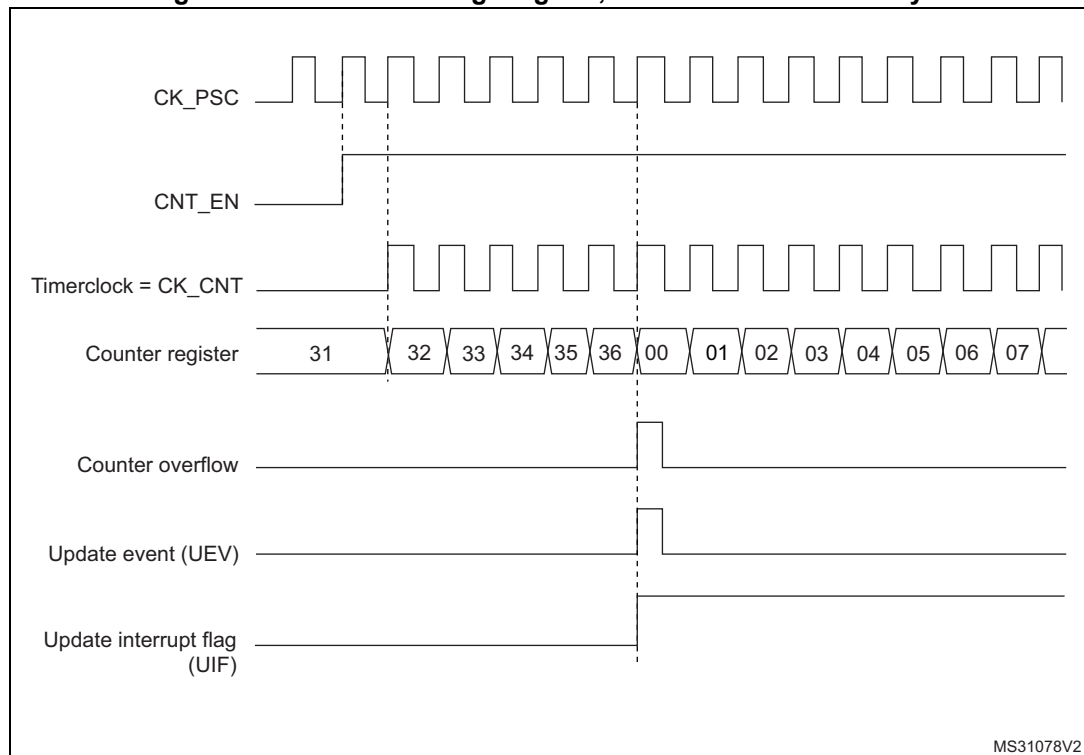 CK_PSC
CNT_EN
Timerclock = CK_CNT
Counter register 31 32 33 34 35 36 00 01 02 03 04 05 06 07
Counter overflow
Update event (UEV)
Update interrupt flag
(UIF)
MS31078V2